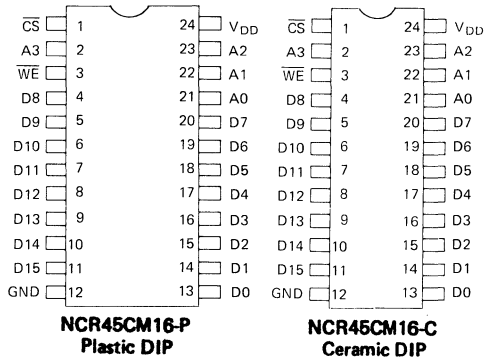 CS 1 24 VDD CS 1 24 VDD
A3 2 23 A2 A3 2 23 A2
WE 3 22 A1 WE 3 22 A1
D8 4 21 A0 D8 4 21 A0
D9 5 20 D7 D9 5 20 D7
D10 6 19 D6 D10 6 19 D6
D11 7 18 D5 D11 7 18 D5
D12 8 17 D4 D12 8 17 D4
D13 9 16 D3 D13 9 16 D3
D14 10 15 D2 D14 10 15 D2
D15 11 14 D1 D15 11 14 D1
GND 12 13 D0 GND 12 13 D0
NCR45CM16-P NCR45CM16-C
Plastic DIP Ceramic DIP